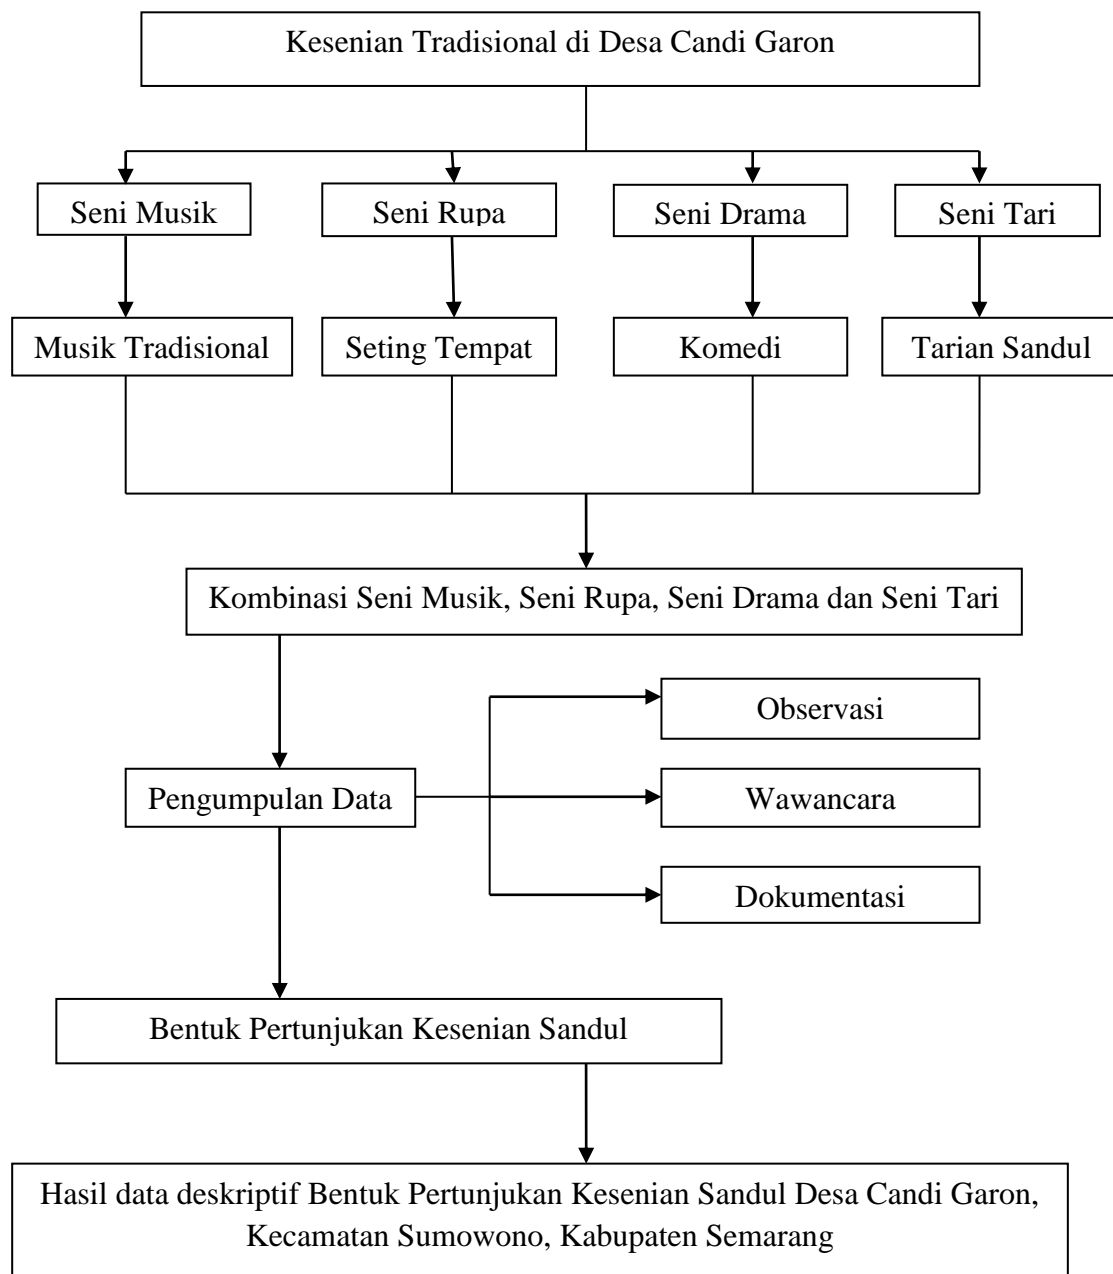 Kesenian Tradisional di Desa Candi Garon
Seni Musik
Seni Rupa
Seni Drama
Seni Tari
Musik Tradisional
Seting Tempat
Komedi
Tarian Sandul
Kombinasi Seni Musik, Seni Rupa, Seni Drama dan Seni Tari
Observasi
Pengumpulan Data
Wawancara
Dokumentasi
Bentuk Pertunjukan Kesenian Sandul
Hasil data deskriptif Bentuk Pertunjukan Kesenian Sandul Desa Candi Garon,
Kecamatan Sumowono, Kabupaten Semarang